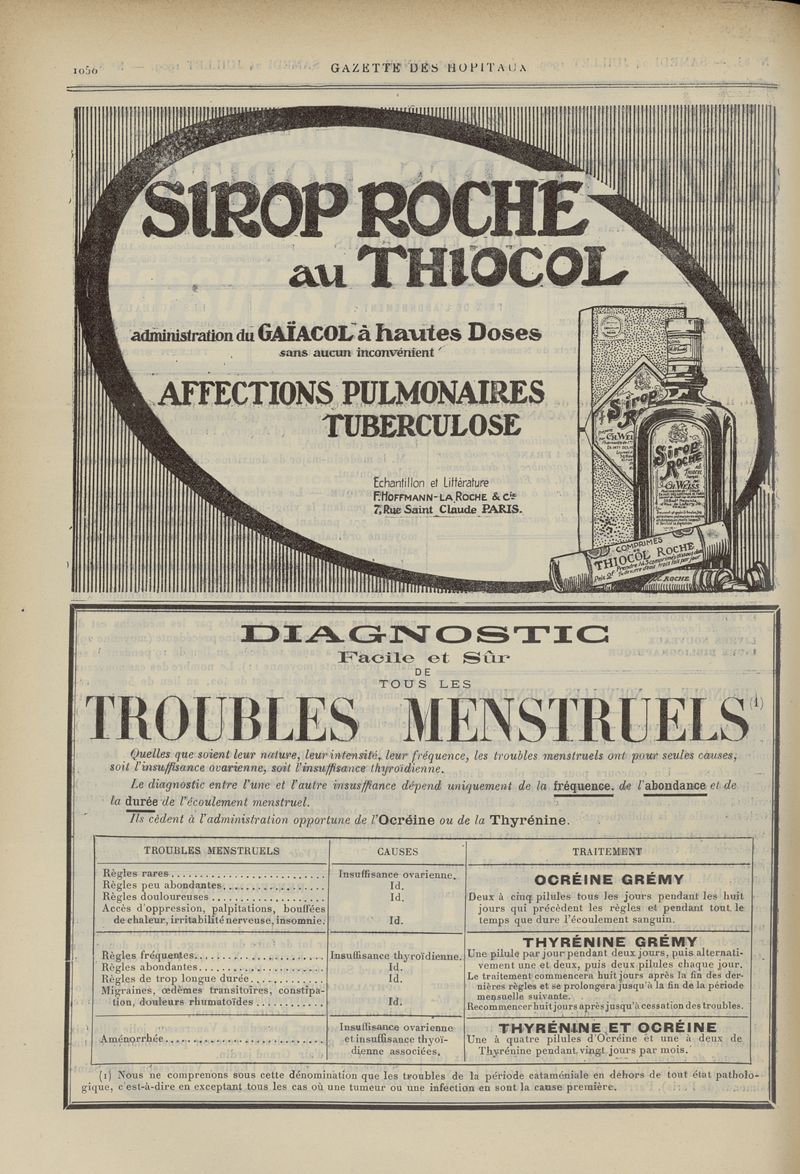 1050
GAZETTE DES HOPITAUX
SIROP ROCHE
au THIOCOL
administration du GAÏACOL à hautes Doses
sans aucun inconvénient
AFFECTIONS PULMONAIRES
TUBERCULOSE
Echantillon et Littérature
F. HOFFMANN-LA ROCHE & Cie
7, Rue Saint Claude PARIS.
Sirop
Roche
Sirop
ROCHE
CH. Weiss
COMPRIMÉS
THIOCOL ROCHE
DIAGNOSTIC
Facile et Sûr
DE
TOUS LES
TROUBLES MENSTRUELS (1)
Quelles que soient leur nature, leur intensité, leur fréquence, les troubles menstruels ont pour seules causes,
soit l'insuffisance ovarienne, soit l'insuffisance thyroïdienne.
Le diagnostic entre l'une et l'autre insusffiance dépend uniquement de la fréquence, de l'abondance et de
la durée de l'écoulement menstruel.
Ils cèdent à l'administration opportune de l'Ocréine ou de la Thyrénine.
TROUBLES MENSTRUELS
CAUSES
TRAITEMENT
Règles rares
Règles peu abondantes
Règles douloureuses
Accès d'oppression, palpitations, bouffées
de chaleur, irritabilité nerveuse, insomnie.
Insuffisance ovarienne.
Id.
Id.
Id.
OCRÉINE GRÉMY
Deux à cinq pilules tous les jours pendant les huit
jours qui précèdent les règles et pendant tout le
temps que dure l'écoulement sanguin.
Règles fréquentes
Règles abondantes
Règles de trop longue durée
Migraines, œdèmes transitoires, constipa-
tion, douleurs rhumatoïdes
Insuffisance thyroïdienne.
Id.
Id.
Id.
THYRÉNINE GRÉMY
Une pilule par jour pendant deux jours, puis alternati-
vement une et deux, puis deux pilules chaque jour.
Le traitement commencera huit jours après la fin des der-
nières règles et se prolongera jusqu'à la fin de la période
mensuelle suivante.
Recommencer huit jours après jusqu'à cessation des troubles.
Aménorrhée
Insuffisance ovarienne
et insuffisance thyoï-
dienne associées.
THYRÉNINE ET OCRÉINE
Une à quatre pilules d'Ocréine et une à deux de
Thyrénine pendant vingt jours par mois.
(1) Nous ne comprenons sous cette dénomination que les troubles de la période cataméniale en dehors de tout état patholo-
gique, c'est-à-dire en exceptant tous les cas où une tumeur ou une infection en sont la cause première.